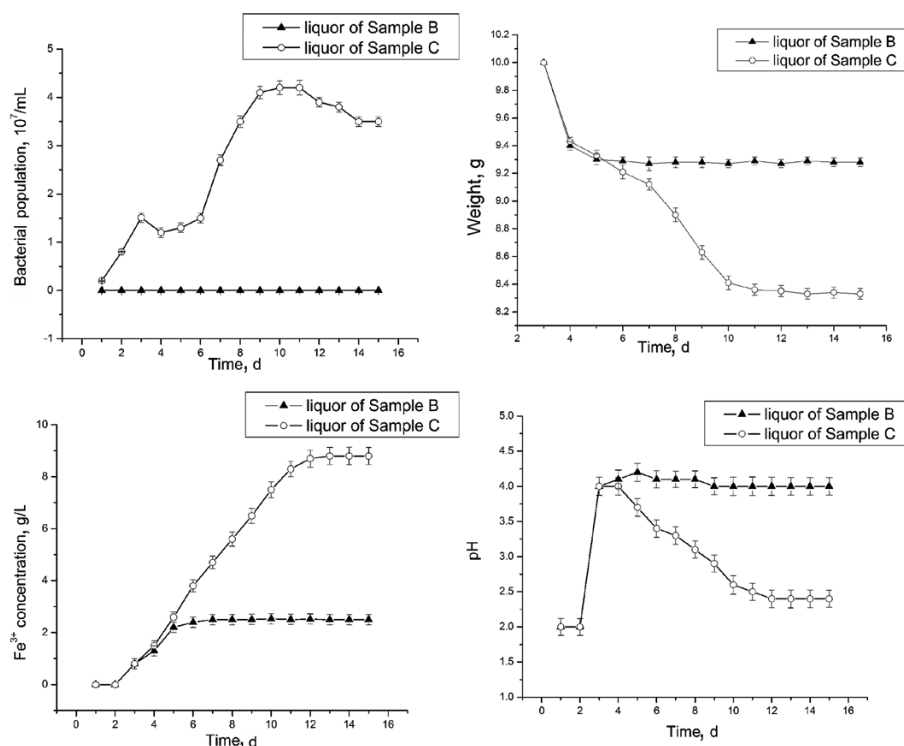 liquor of Sample B
liquor of Sample C
Bacterial population, 10⁷/mL
5
4
3
2
1
0
-1
0 2 4 6 8 10 12 14 16
Time, d
liquor of Sample B
liquor of Sample C
Weight, g
10.0
9.8
9.6
9.4
9.2
9.0
8.8
8.6
8.4
8.2
2 4 6 8 10 12 14 16
Time, d
liquor of Sample B
liquor of Sample C
Fe³⁺ concentration, g/L
10
8
6
4
2
0
0 2 4 6 8 10 12 14 16
Time, d
liquor of Sample B
liquor of Sample C
pH
5.0
4.5
4.0
3.5
3.0
2.5
2.0
1.5
1.0
0 2 4 6 8 10 12 14 16
Time, d